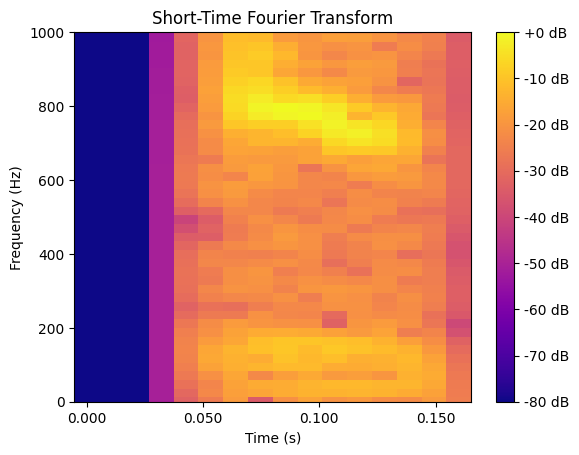 Short-Time Fourier Transform
1000
800
600
400
200
0
Frequency (Hz)
0.000
0.050
0.100
0.150
Time (s)
+0 dB
-10 dB
-20 dB
-30 dB
-40 dB
-50 dB
-60 dB
-70 dB
-80 dB